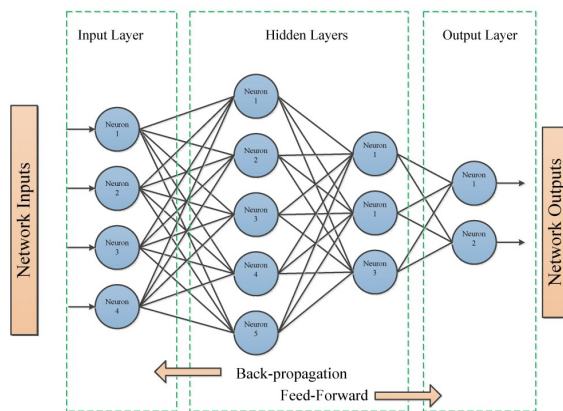 Input Layer
Hidden Layers
Output Layer
Network Inputs
Neuron
1
Neuron
2
Neuron
3
Neuron
4
Neuron
1
Neuron
2
Neuron
3
Neuron
4
Neuron
5
Neuron
1
Neuron
1
Neuron
3
Neuron
1
Neuron
2
Network Outputs
Back-propagation
Feed-Forward